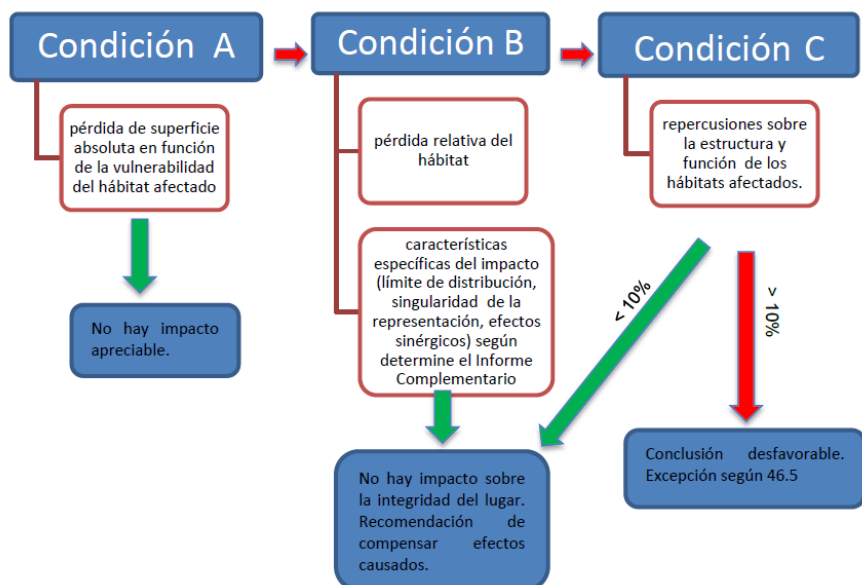 Condición A
Condición B
Condición C
pérdida de superficie
absoluta en función
de la vulnerabilidad
del hábitat afectado
pérdida relativa del
hábitat
repercusiones sobre
la estructura y
función de los
hábitats afectados.
características
específicas del impacto
(límite de distribución,
singularidad de la
representación, efectos
sinérgicos) según
determine el Informe
Complementario
< 10%
> 10%
No hay impacto
apreciable.
No hay impacto sobre
la integridad del lugar.
Recomendación de
compensar efectos
causados.
Conclusión desfavorable.
Excepción según 46.5